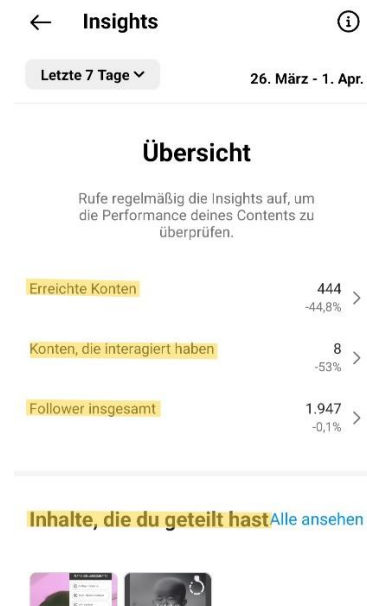 Insights
Letzte 7 Tage
26. März - 1. Apr.
Übersicht
Rufe regelmäßig die Insights auf, um
die Performance deines Contents zu
überprüfen.
Erreichte Konten
444
-44,8%
Konten, die interagiert haben
8
-53%
Follower insgesamt
1.947
-0,1%
Inhalte, die du geteilt hast
Alle ansehen